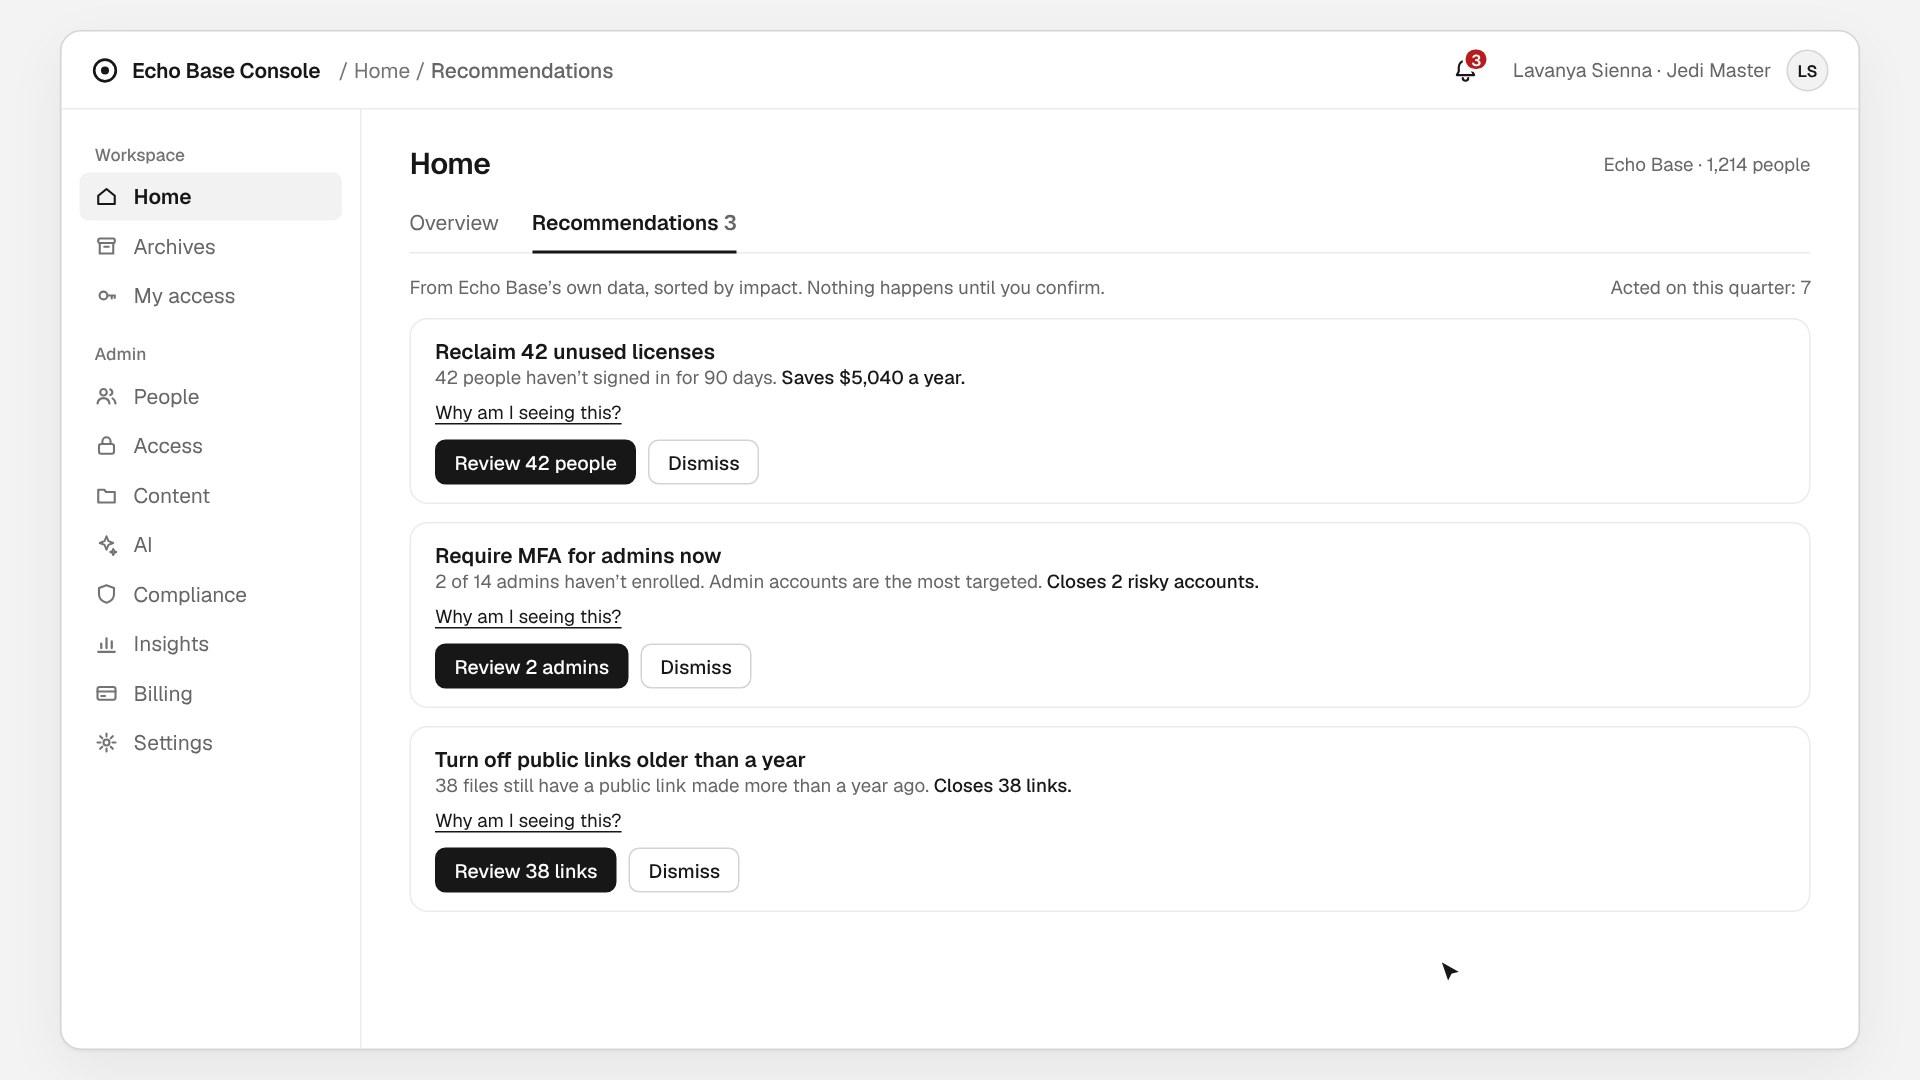 Echo Base Console / Home / Recommendations
3
Lavanya Sienna · Jedi Master
LS
Workspace
Home
Archives
My access
Admin
People
Access
Content
AI
Compliance
Insights
Billing
Settings
Home
Echo Base · 1,214 people
Overview
Recommendations 3
From Echo Base’s own data, sorted by impact. Nothing happens until you confirm.
Acted on this quarter: 7
Reclaim 42 unused licenses
42 people haven’t signed in for 90 days. Saves $5,040 a year.
Why am I seeing this?
Review 42 people
Dismiss
Require MFA for admins now
2 of 14 admins haven’t enrolled. Admin accounts are the most targeted. Closes 2 risky accounts.
Why am I seeing this?
Review 2 admins
Dismiss
Turn off public links older than a year
38 files still have a public link made more than a year ago. Closes 38 links.
Why am I seeing this?
Review 38 links
Dismiss